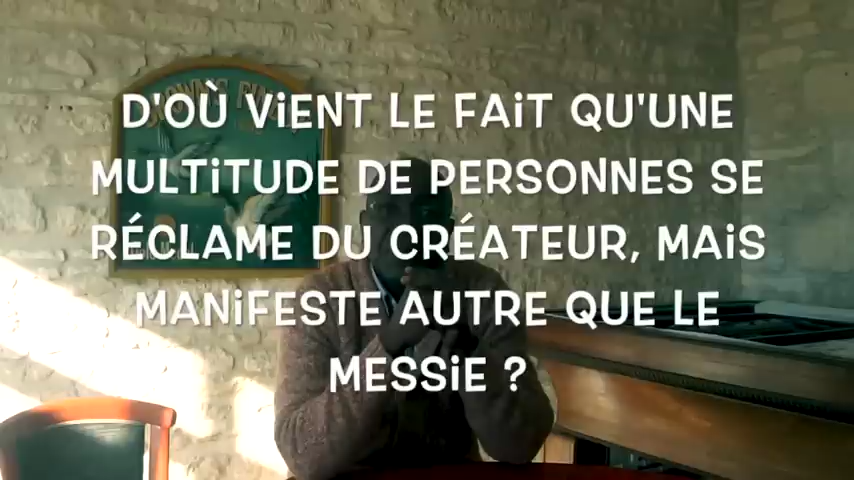 D'OÙ ViENT LE FAiT QU'UNE
MULTiTUDE DE PERSONNES SE
RÉCLAME DU CRÉATEUR, MAiS
MANiFESTE AUTRE QUE LE
MESSiE ?